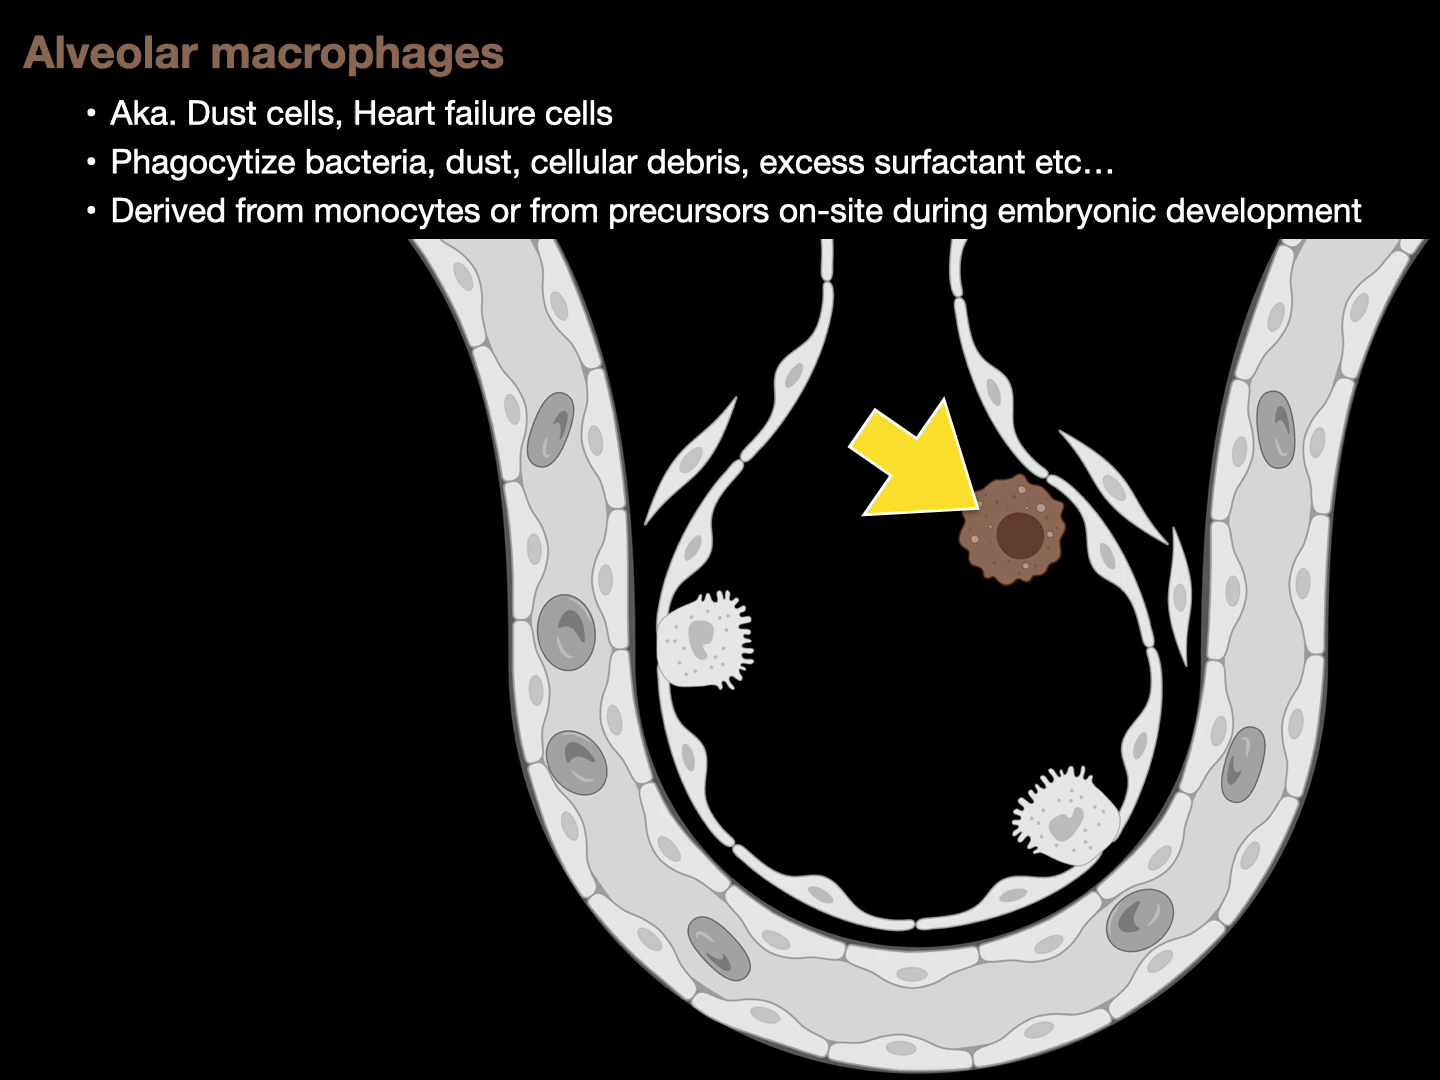 Alveolar macrophages
• Aka. Dust cells, Heart failure cells
• Phagocytize bacteria, dust, cellular debris, excess surfactant etc…
• Derived from monocytes or from precursors on-site during embryonic development